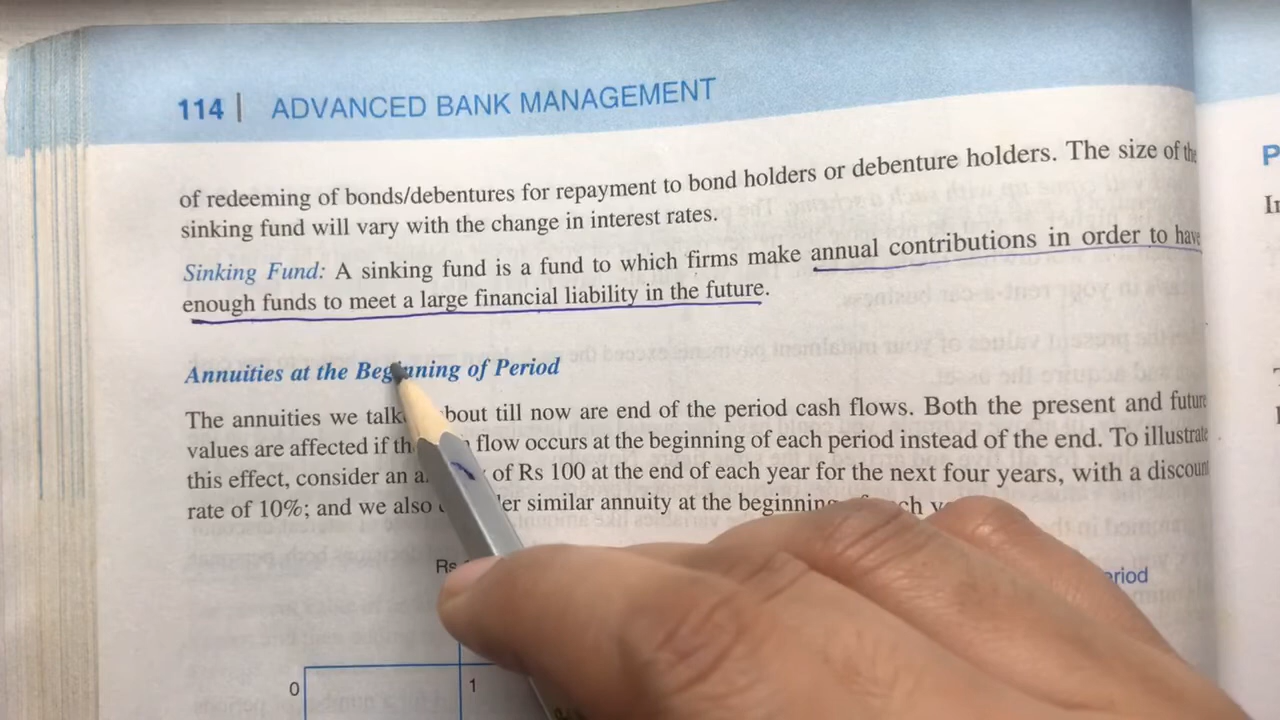 114 | ADVANCED BANK MANAGEMENT
of redeeming of bonds/debentures for repayment to bond holders or debenture holders. The size of the
sinking fund will vary with the change in interest rates.
Sinking Fund: A sinking fund is a fund to which firms make annual contributions in order to have
enough funds to meet a large financial liability in the future.
Annuities at the Beginning of Period
The annuities we talk about till now are end of the period cash flows. Both the present and future
values are affected if th flow occurs at the beginning of each period instead of the end. To illustrate
this effect, consider an a of Rs 100 at the end of each year for the next four years, with a discount
rate of 10%; and we also er similar annuity at the beginning
Rs
eriod
0
1
P